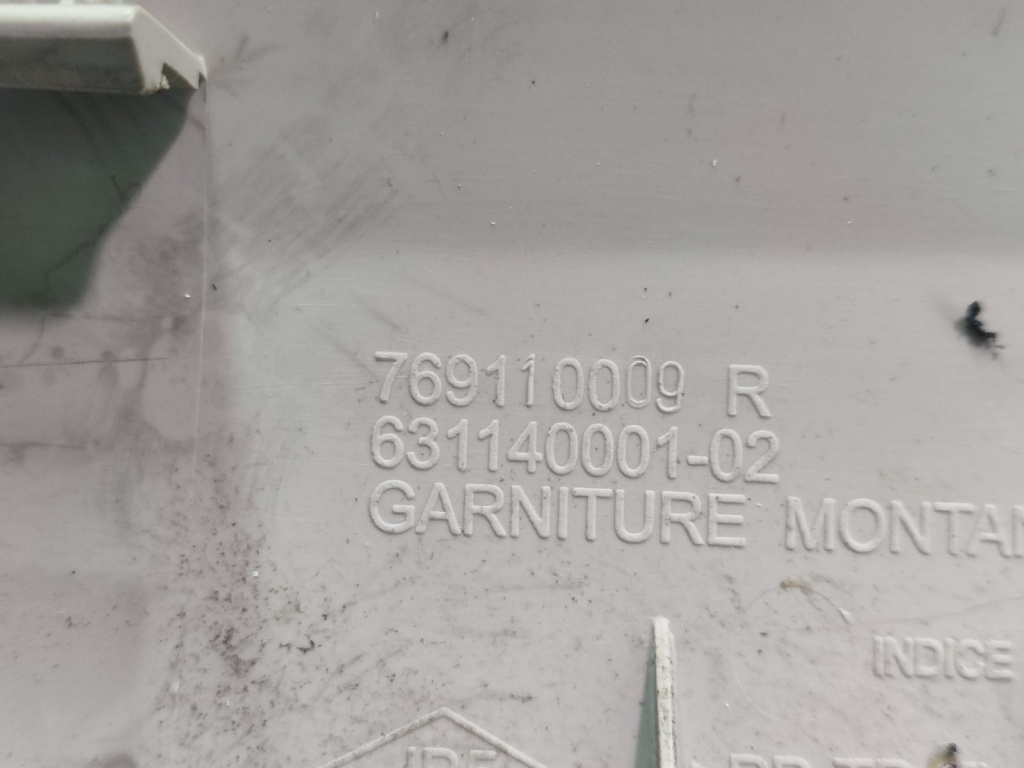 769110009 R
631140001-02
GARNITURE MONTAN
INDICE